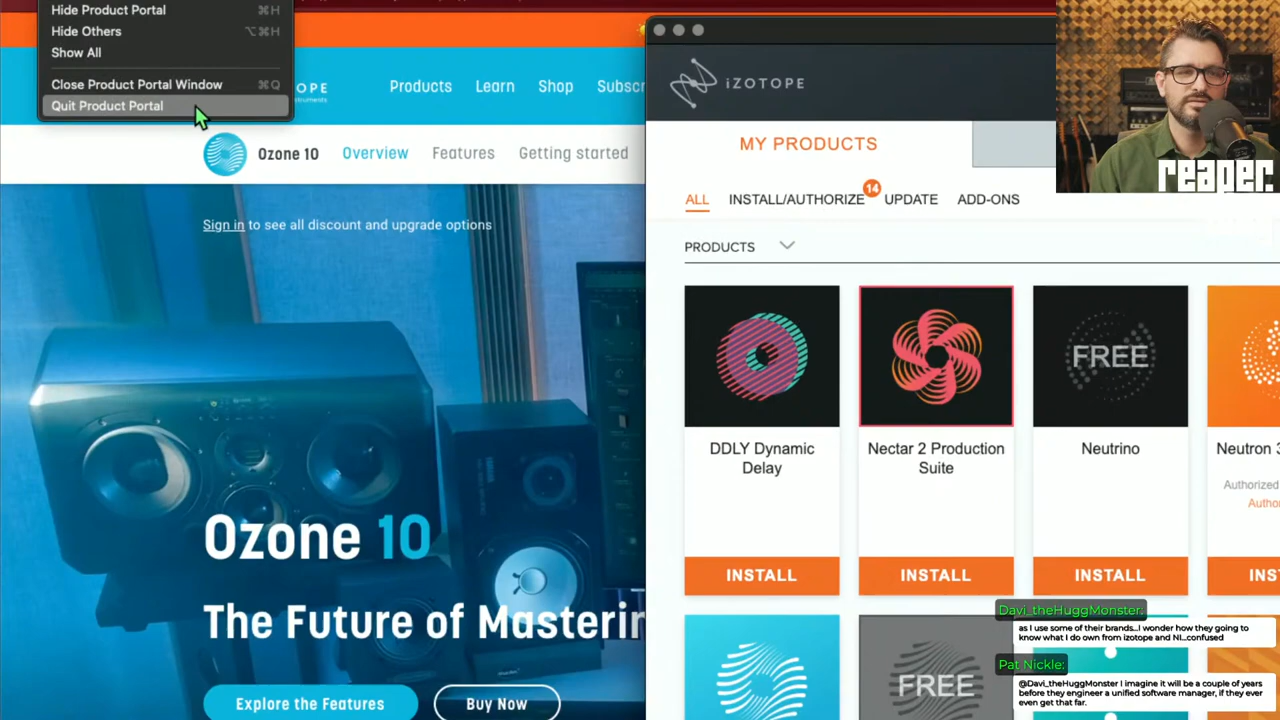 Hide Product Portal ⌘H
Hide Others ⌥⌘H
Show All
Close Product Portal Window ⌘Q
Quit Product Portal
OPE
struments
Products Learn Shop Subscr
Ozone 10 Overview Features Getting started
Sign in to see all discount and upgrade options
Ozone 10
The Future of Masterin
Explore the Features Buy Now
iZOTOPE
MY PRODUCTS
ALL INSTALL/AUTHORIZE 14 UPDATE ADD-ONS
PRODUCTS
FREE
DDLY Dynamic
Delay
Nectar 2 Production
Suite
Neutrino
Neutron 3
Authorized
Autho
INSTALL INSTALL INSTALL INS
FREE
reaper.
Davi_theHuggMonster:
as I use some of their brands...I wonder how they going to
know what I do own from izotope and NI...confused
Pat Nickle:
@Davi_theHuggMonster I imagine it will be a couple of years
before they engineer a unified software manager, if they ever
even get that far.